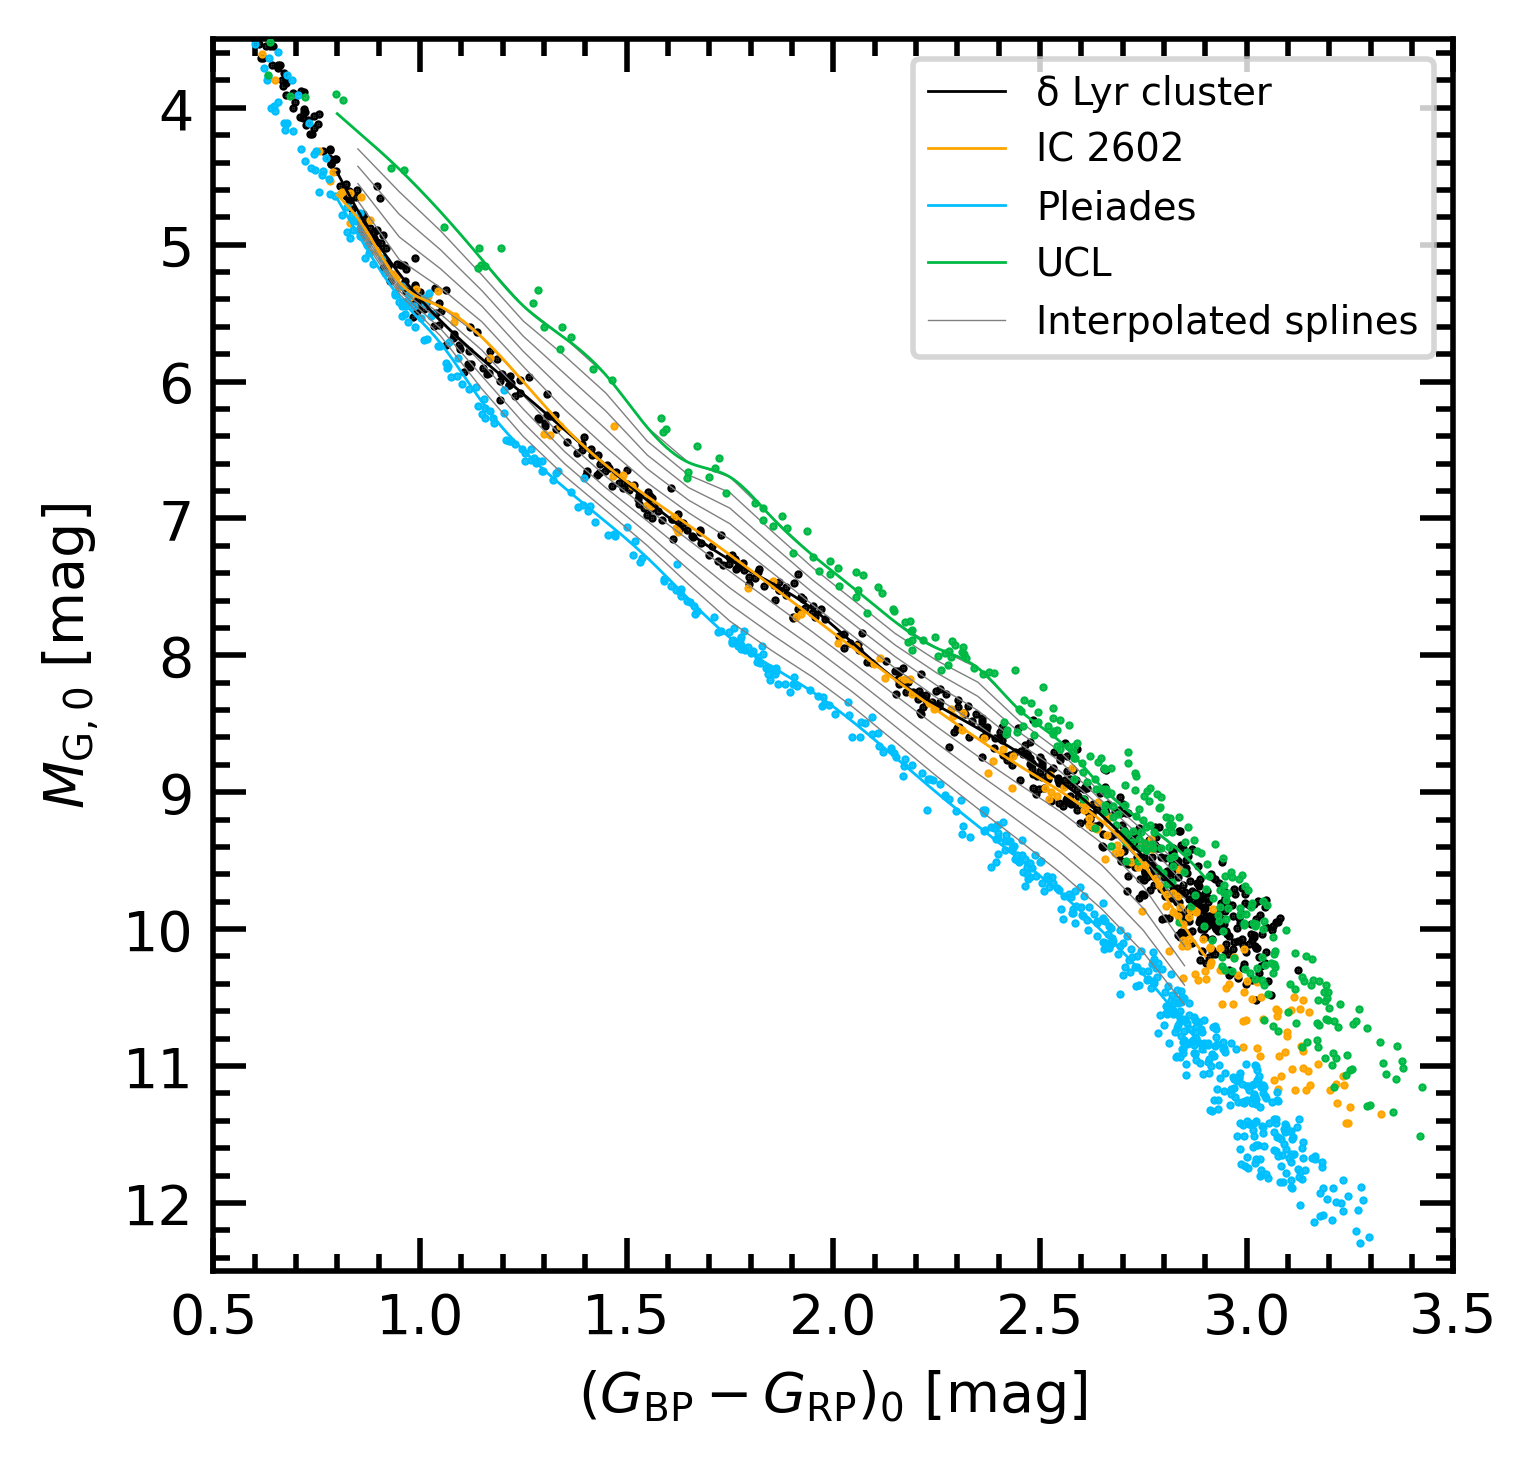 δ Lyr cluster
IC 2602
Pleiades
UCL
Interpolated splines
4
5
6
7
8
9
10
11
12
M_G, 0 [mag]
0.5 1.0 1.5 2.0 2.5 3.0 3.5
(G_BP − G_RP)_0 [mag]